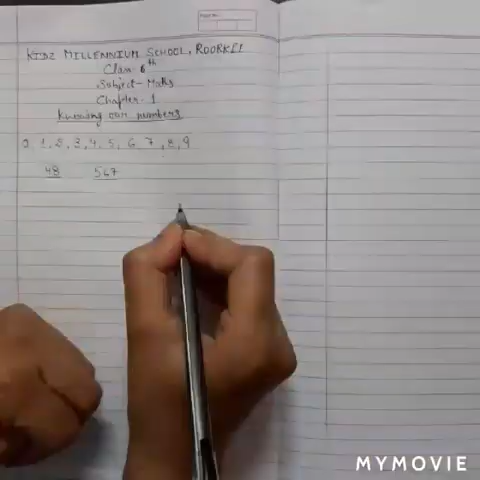 KIDZ MILLENNIUM SCHOOL, ROORKEE
Class 6th
Subject - Maths
Chapter - 1
Knowing our numbers
0, 1, 2, 3, 4, 5, 6, 7, 8, 9
48 567
MYMOVIE